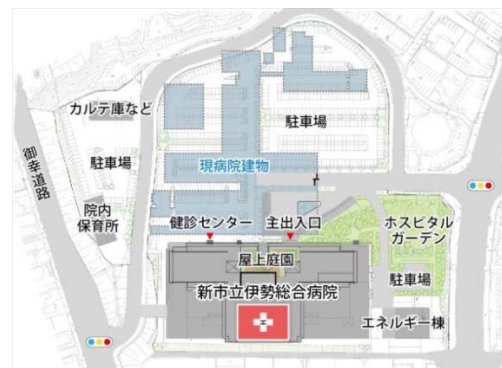 カルテ庫など
御幸道路
駐車場
駐車場
現病院建物
院内
保育所
健診センター
主出入口
ホスピタル
ガーデン
屋上庭園
駐車場
新市立伊勢総合病院
エネルギー棟
H